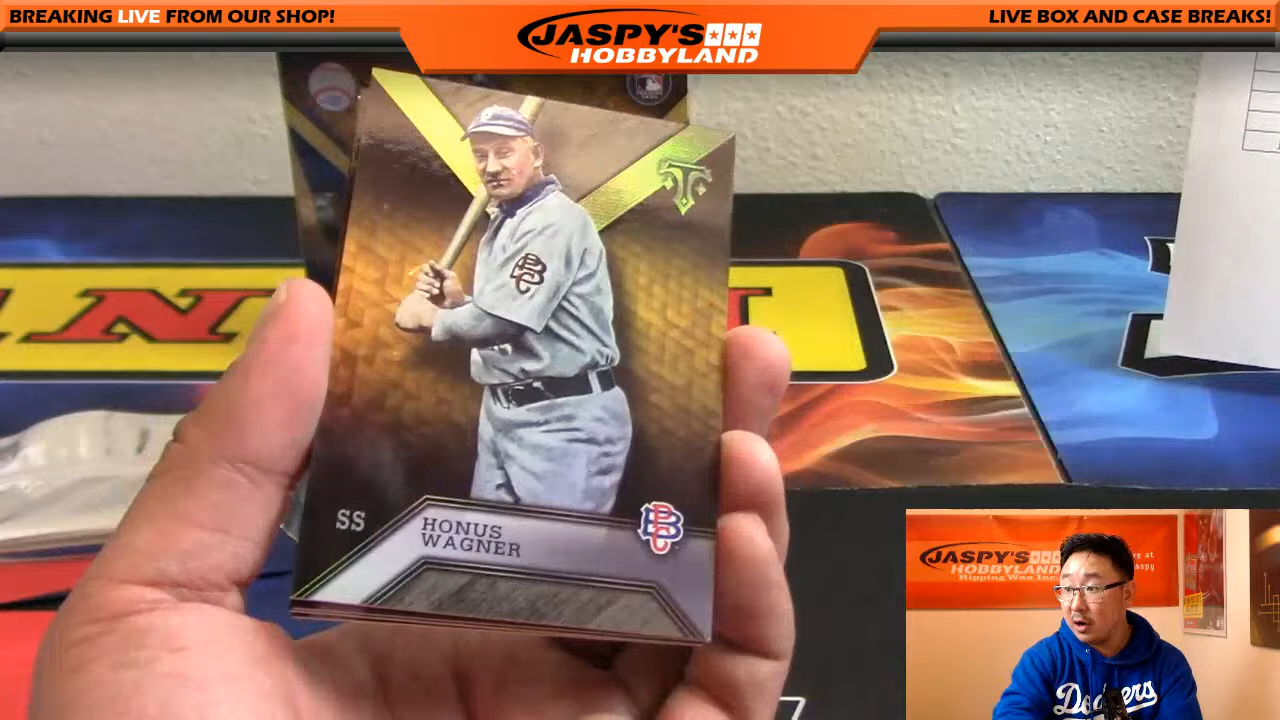 BREAKING LIVE FROM OUR SHOP!
JASPY'S
HOBBYLAND
LIVE BOX AND CASE BREAKS!
SS
HONUS
WAGNER
JASPY'S
HOBBYLAND
Ripping Wax Inc.
Dodgers